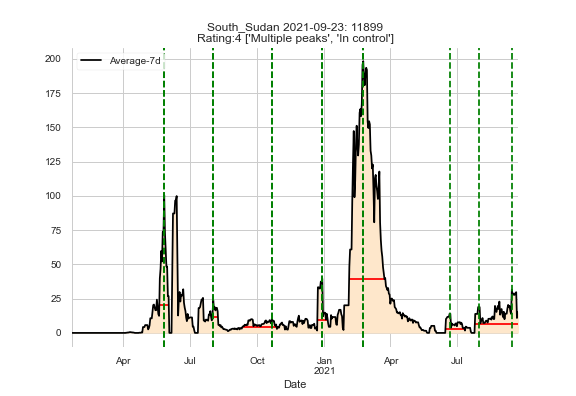 South_Sudan 2021-09-23: 11899
Rating:4 ['Multiple peaks', 'In control']
Average-7d
200
175
150
125
100
75
50
25
0
Apr
Jul
Oct
Jan
2021
Apr
Jul
Date